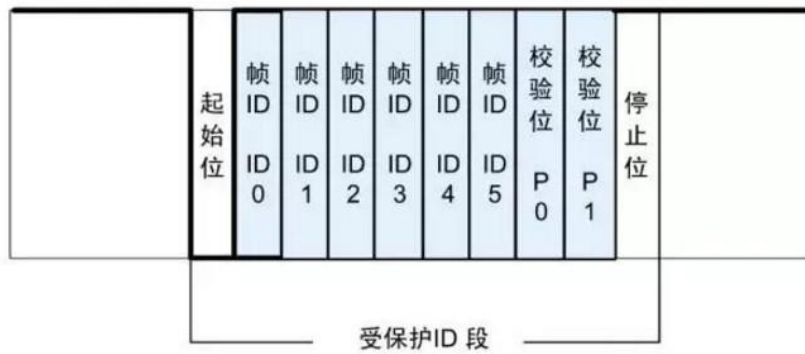 起始位
帧ID ID0
帧ID ID1
帧ID ID2
帧ID ID3
帧ID ID4
帧ID ID5
校验位 P0
校验位 P1
停止位
受保护ID 段